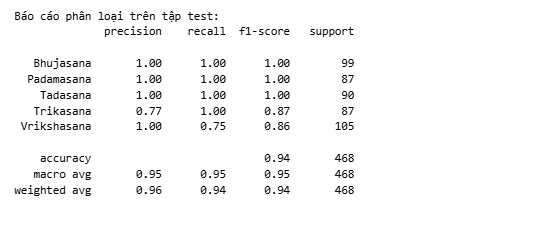 Báo cáo phân loại trên tập test:
precision recall f1-score support
Bhujasana 1.00 1.00 1.00 99
Padamasana 1.00 1.00 1.00 87
Tadasana 1.00 1.00 1.00 90
Trikasana 0.77 1.00 0.87 87
Vrikshasana 1.00 0.75 0.86 105
accuracy 0.94 468
macro avg 0.95 0.95 0.95 468
weighted avg 0.96 0.94 0.94 468